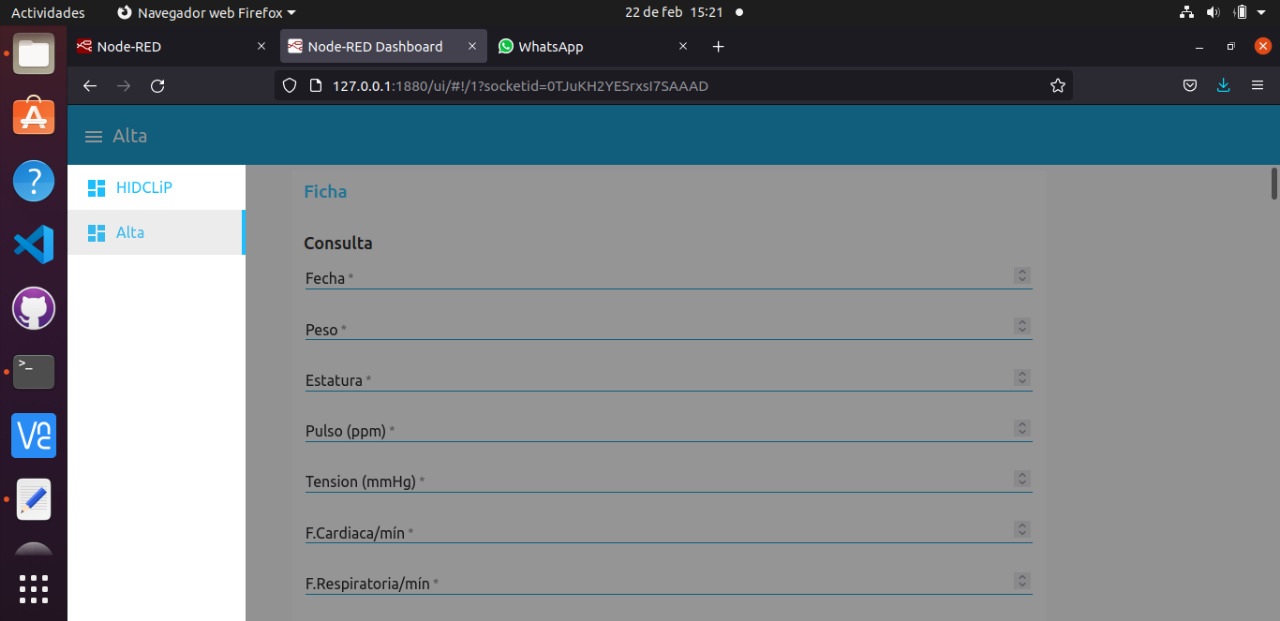 Actividades
Navegador web Firefox
22 de feb 15:21
Node-RED
Node-RED Dashboard
WhatsApp
127.0.0.1:1880/ui/#!/1?socketid=0TJuKH2YESrxsI7SAAAD
Alta
HIDCLiP
Alta
Ficha
Consulta
Fecha *
Peso *
Estatura *
Pulso (ppm) *
Tension (mmHg) *
F.Cardiaca/mín *
F.Respiratoria/mín *